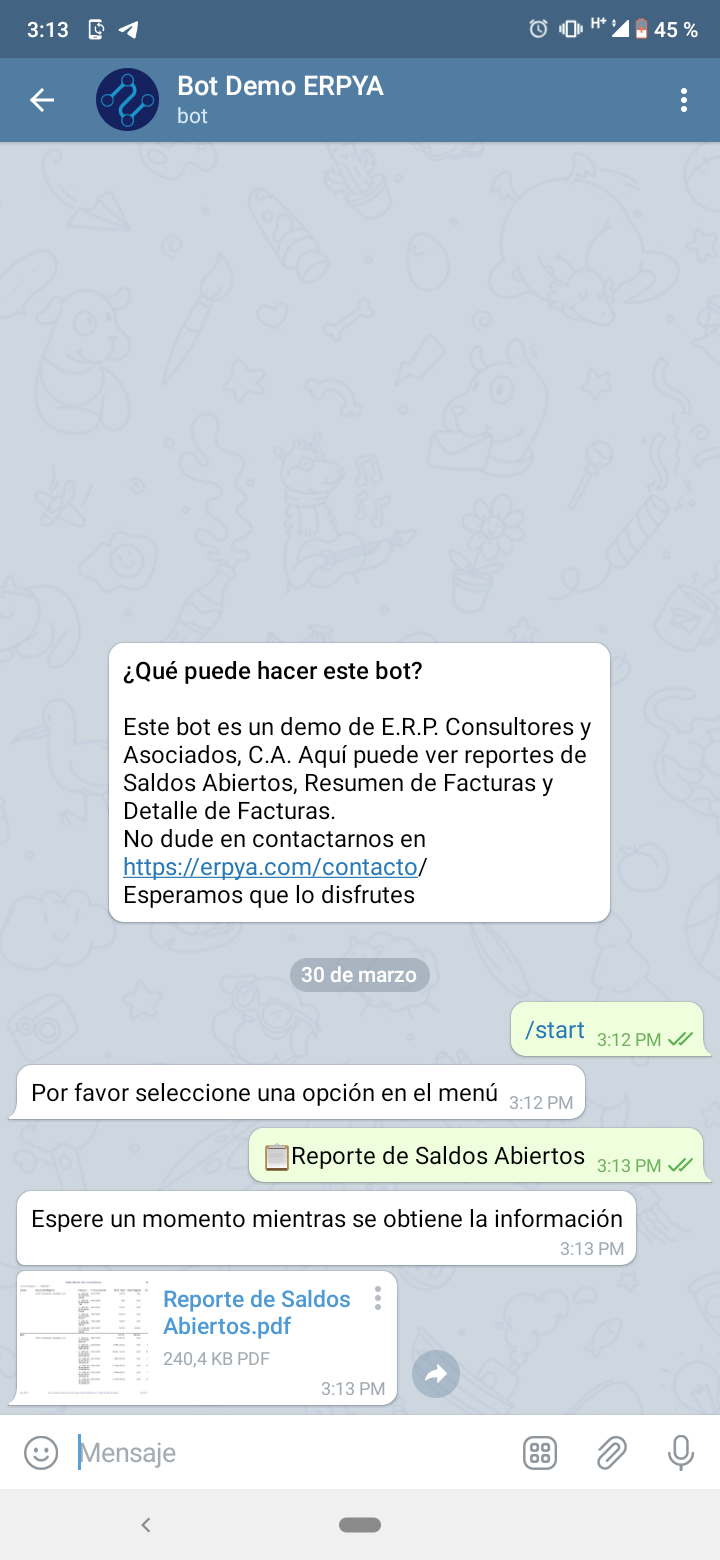 3:13
H+
45 %
Bot Demo ERPYA
bot
¿Qué puede hacer este bot?
Este bot es un demo de E.R.P. Consultores y
Asociados, C.A. Aquí puede ver reportes de
Saldos Abiertos, Resumen de Facturas y
Detalle de Facturas.
No dude en contactarnos en
https://erpya.com/contacto/
Esperamos que lo disfrutes
30 de marzo
/start 3:12 PM
Por favor seleccione una opción en el menú 3:12 PM
📋Reporte de Saldos Abiertos 3:13 PM
Espere un momento mientras se obtiene la información
3:13 PM
Reporte de Saldos
Abiertos.pdf
240,4 KB PDF
3:13 PM
Mensaje